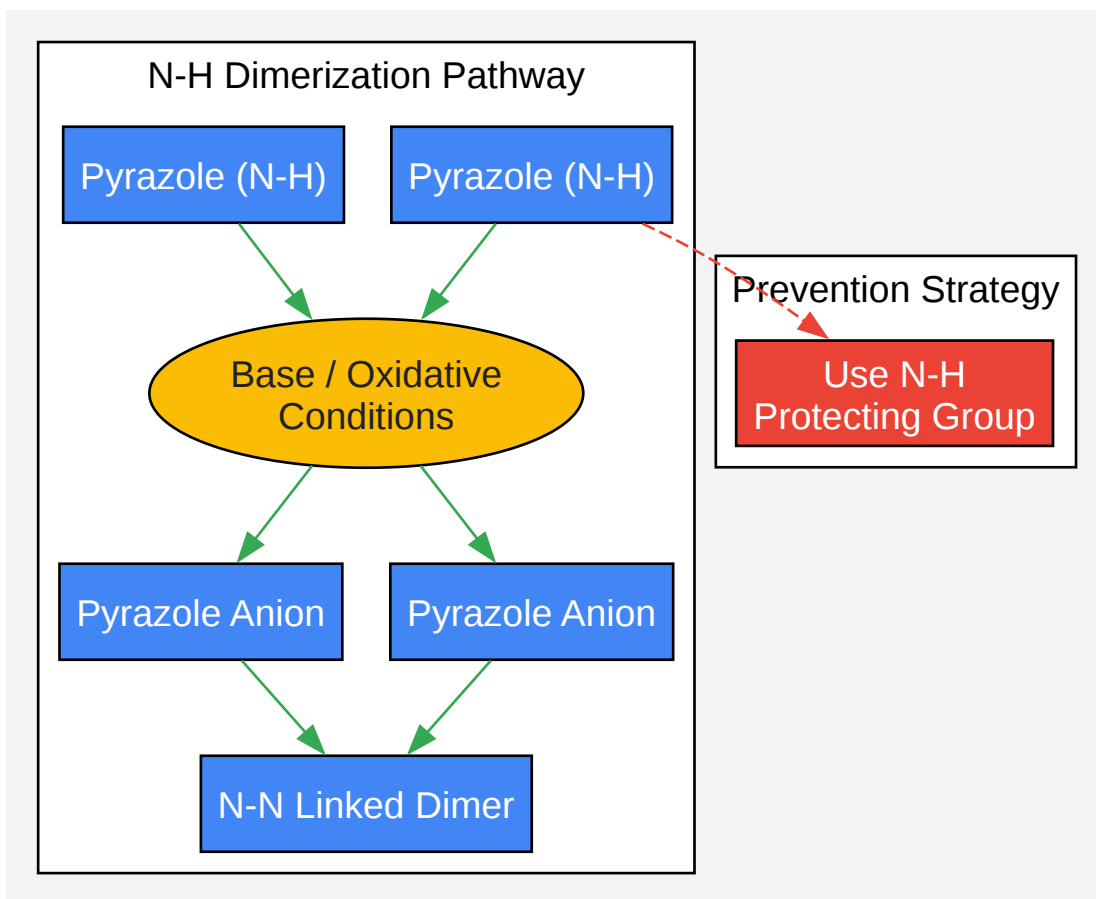 N-H Dimerization Pathway
Pyrazole (N-H)
Pyrazole (N-H)
Prevention Strategy
Use N-H
Protecting Group
Base / Oxidative
Conditions
Pyrazole Anion
Pyrazole Anion
N-N Linked Dimer